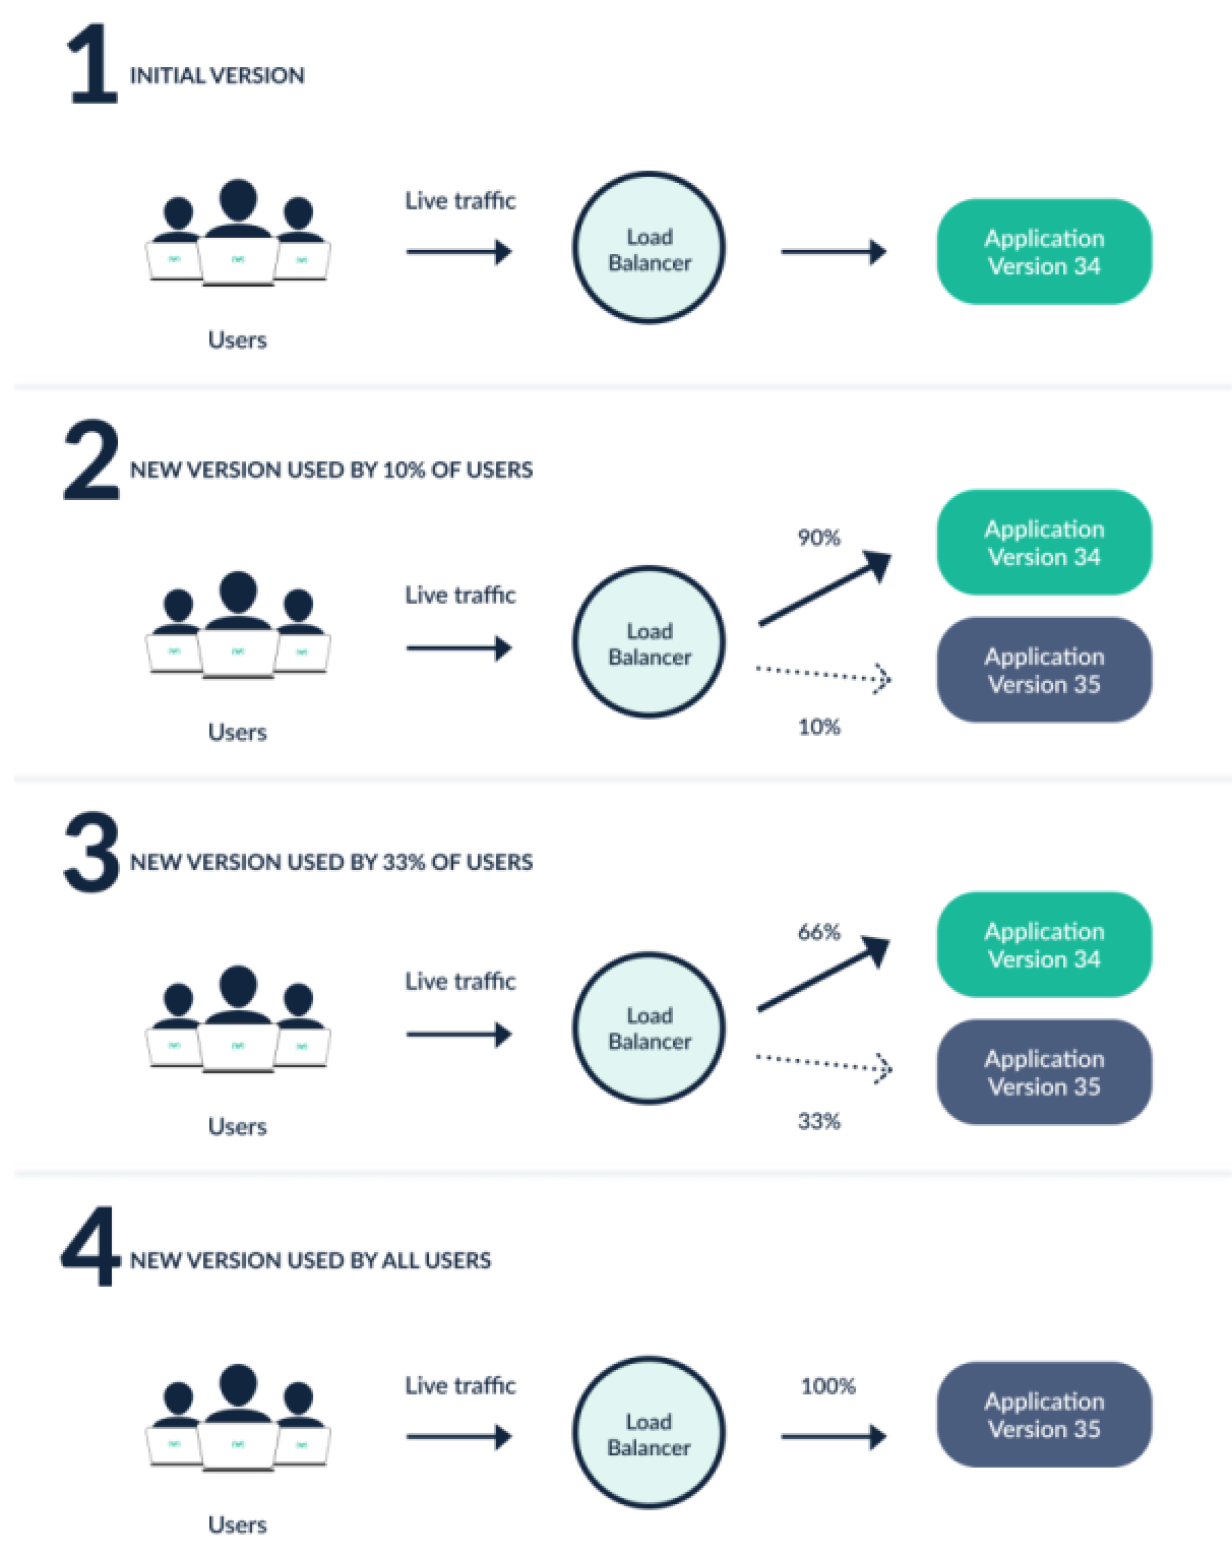 1
INITIAL VERSION
Live traffic
Load
Balancer
Application
Version 34
Users
2
NEW VERSION USED BY 10% OF USERS
Live traffic
Load
Balancer
90%
10%
Application
Version 34
Application
Version 35
Users
3
NEW VERSION USED BY 33% OF USERS
Live traffic
Load
Balancer
66%
33%
Application
Version 34
Application
Version 35
Users
4
NEW VERSION USED BY ALL USERS
Live traffic
Load
Balancer
100%
Application
Version 35
Users